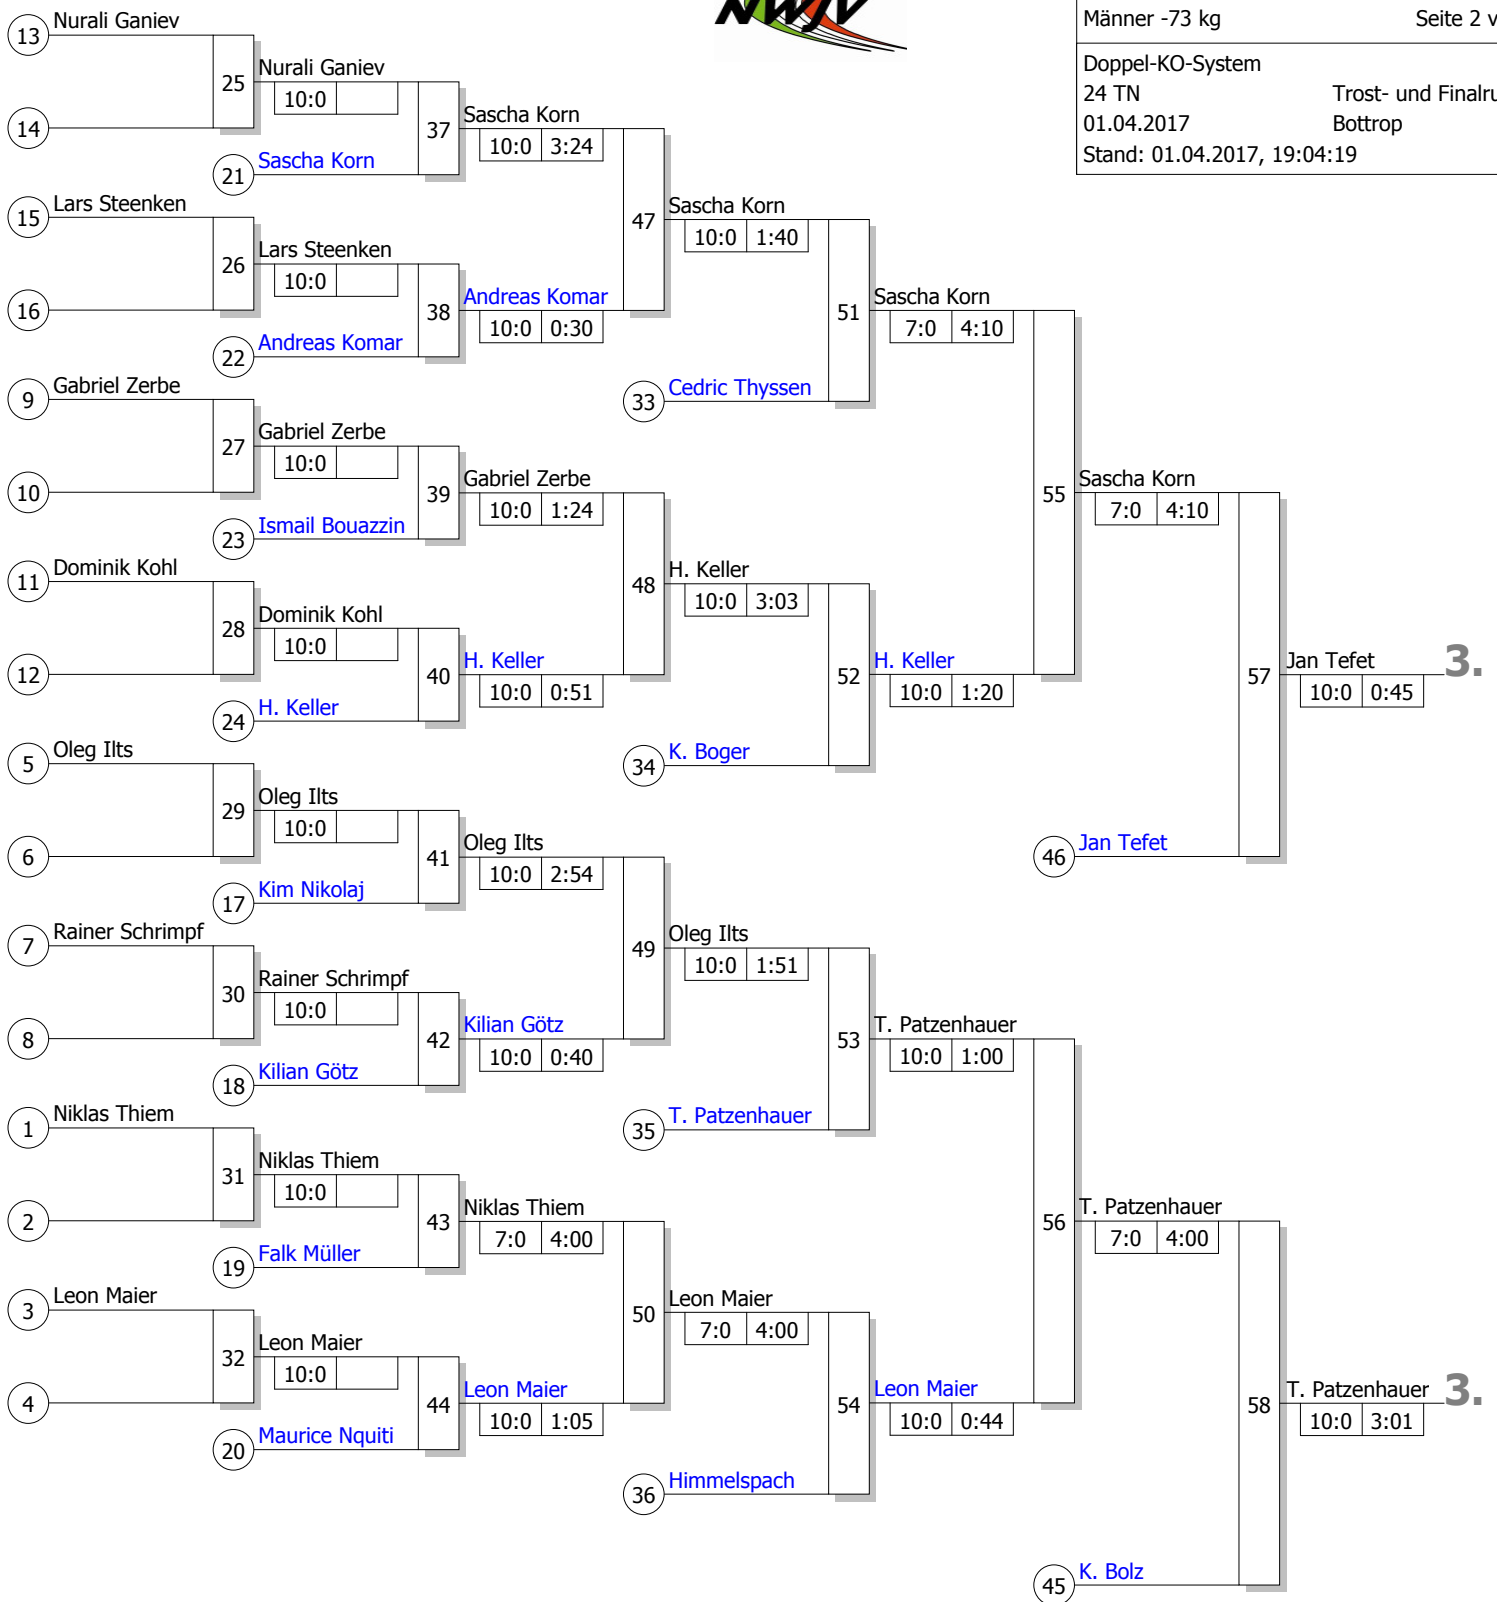 NWJV
Männer -73 kg Seite 2 v
Doppel-KO-System
24 TN Trost- und Finalru
01.04.2017 Bottrop
Stand: 01.04.2017, 19:04:19
13 Nurali Ganiev
14
25 Nurali Ganiev
10:0
21 Sascha Korn
37 Sascha Korn
10:0 3:24
15 Lars Steenken
16
26 Lars Steenken
10:0
22 Andreas Komar
38 Andreas Komar
10:0 0:30
47 Sascha Korn
10:0 1:40
33 Cedric Thyssen
51 Sascha Korn
7:0 4:10
9 Gabriel Zerbe
10
27 Gabriel Zerbe
10:0
23 Ismail Bouazzin
39 Gabriel Zerbe
10:0 1:24
11 Dominik Kohl
12
28 Dominik Kohl
10:0
24 H. Keller
40 H. Keller
10:0 0:51
48 H. Keller
10:0 3:03
34 K. Boger
52 H. Keller
10:0 1:20
55 Sascha Korn
7:0 4:10
46 Jan Tefet
57 Jan Tefet 3.
10:0 0:45
5 Oleg Ilts
6
29 Oleg Ilts
10:0
17 Kim Nikolaj
41 Oleg Ilts
10:0 2:54
7 Rainer Schrimpf
8
30 Rainer Schrimpf
10:0
18 Kilian Götz
42 Kilian Götz
10:0 0:40
49 Oleg Ilts
10:0 1:51
35 T. Patzenhauer
53 T. Patzenhauer
10:0 1:00
1 Niklas Thiem
2
31 Niklas Thiem
10:0
19 Falk Müller
43 Niklas Thiem
7:0 4:00
3 Leon Maier
4
32 Leon Maier
10:0
20 Maurice Nquiti
44 Leon Maier
10:0 1:05
50 Leon Maier
7:0 4:00
36 Himmelspach
54 Leon Maier
10:0 0:44
56 T. Patzenhauer
7:0 4:00
45 K. Bolz
58 T. Patzenhauer 3.
10:0 3:01